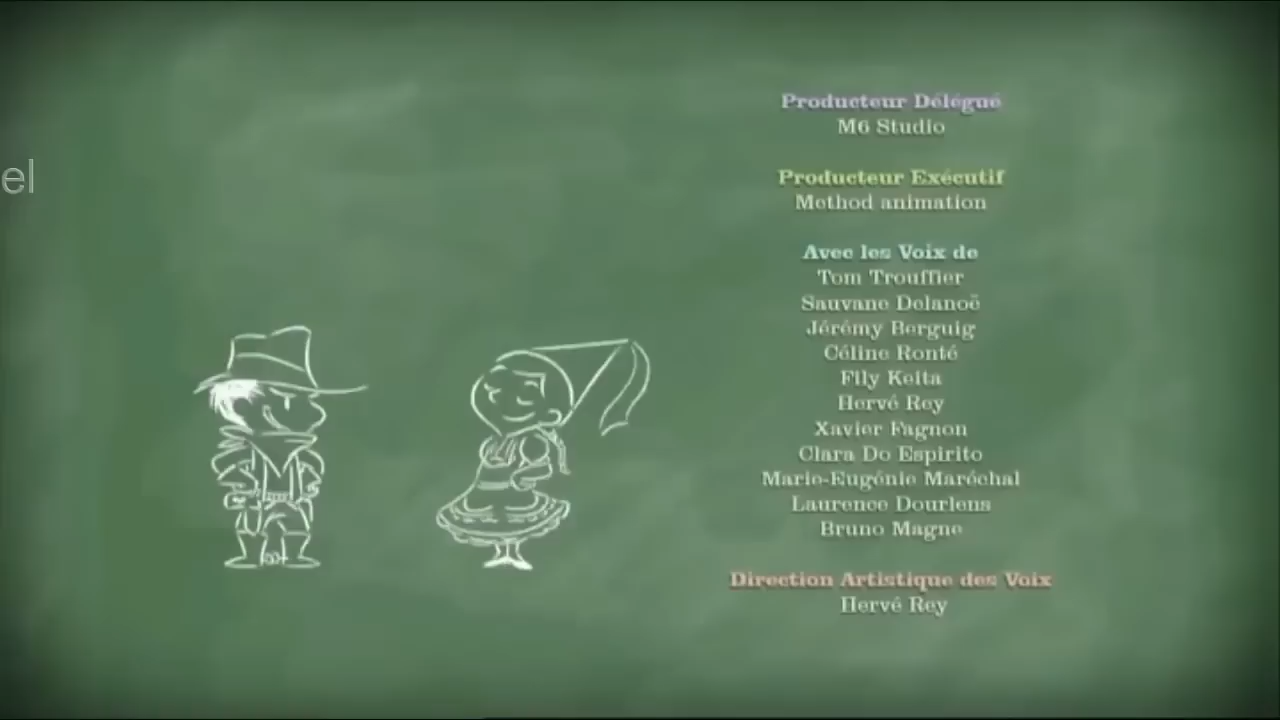 el
Producteur Délégué
M6 Studio
Producteur Exécutif
Method animation
Avec les Voix de
Tom Trouffier
Sauvane Delanoë
Jérémy Berguig
Céline Ronté
Fily Keita
Hervé Rey
Xavier Fagnon
Clara Do Espirito
Marie-Eugénie Maréchal
Laurence Dourlens
Bruno Magne
Direction Artistique des Voix
Hervé Rey